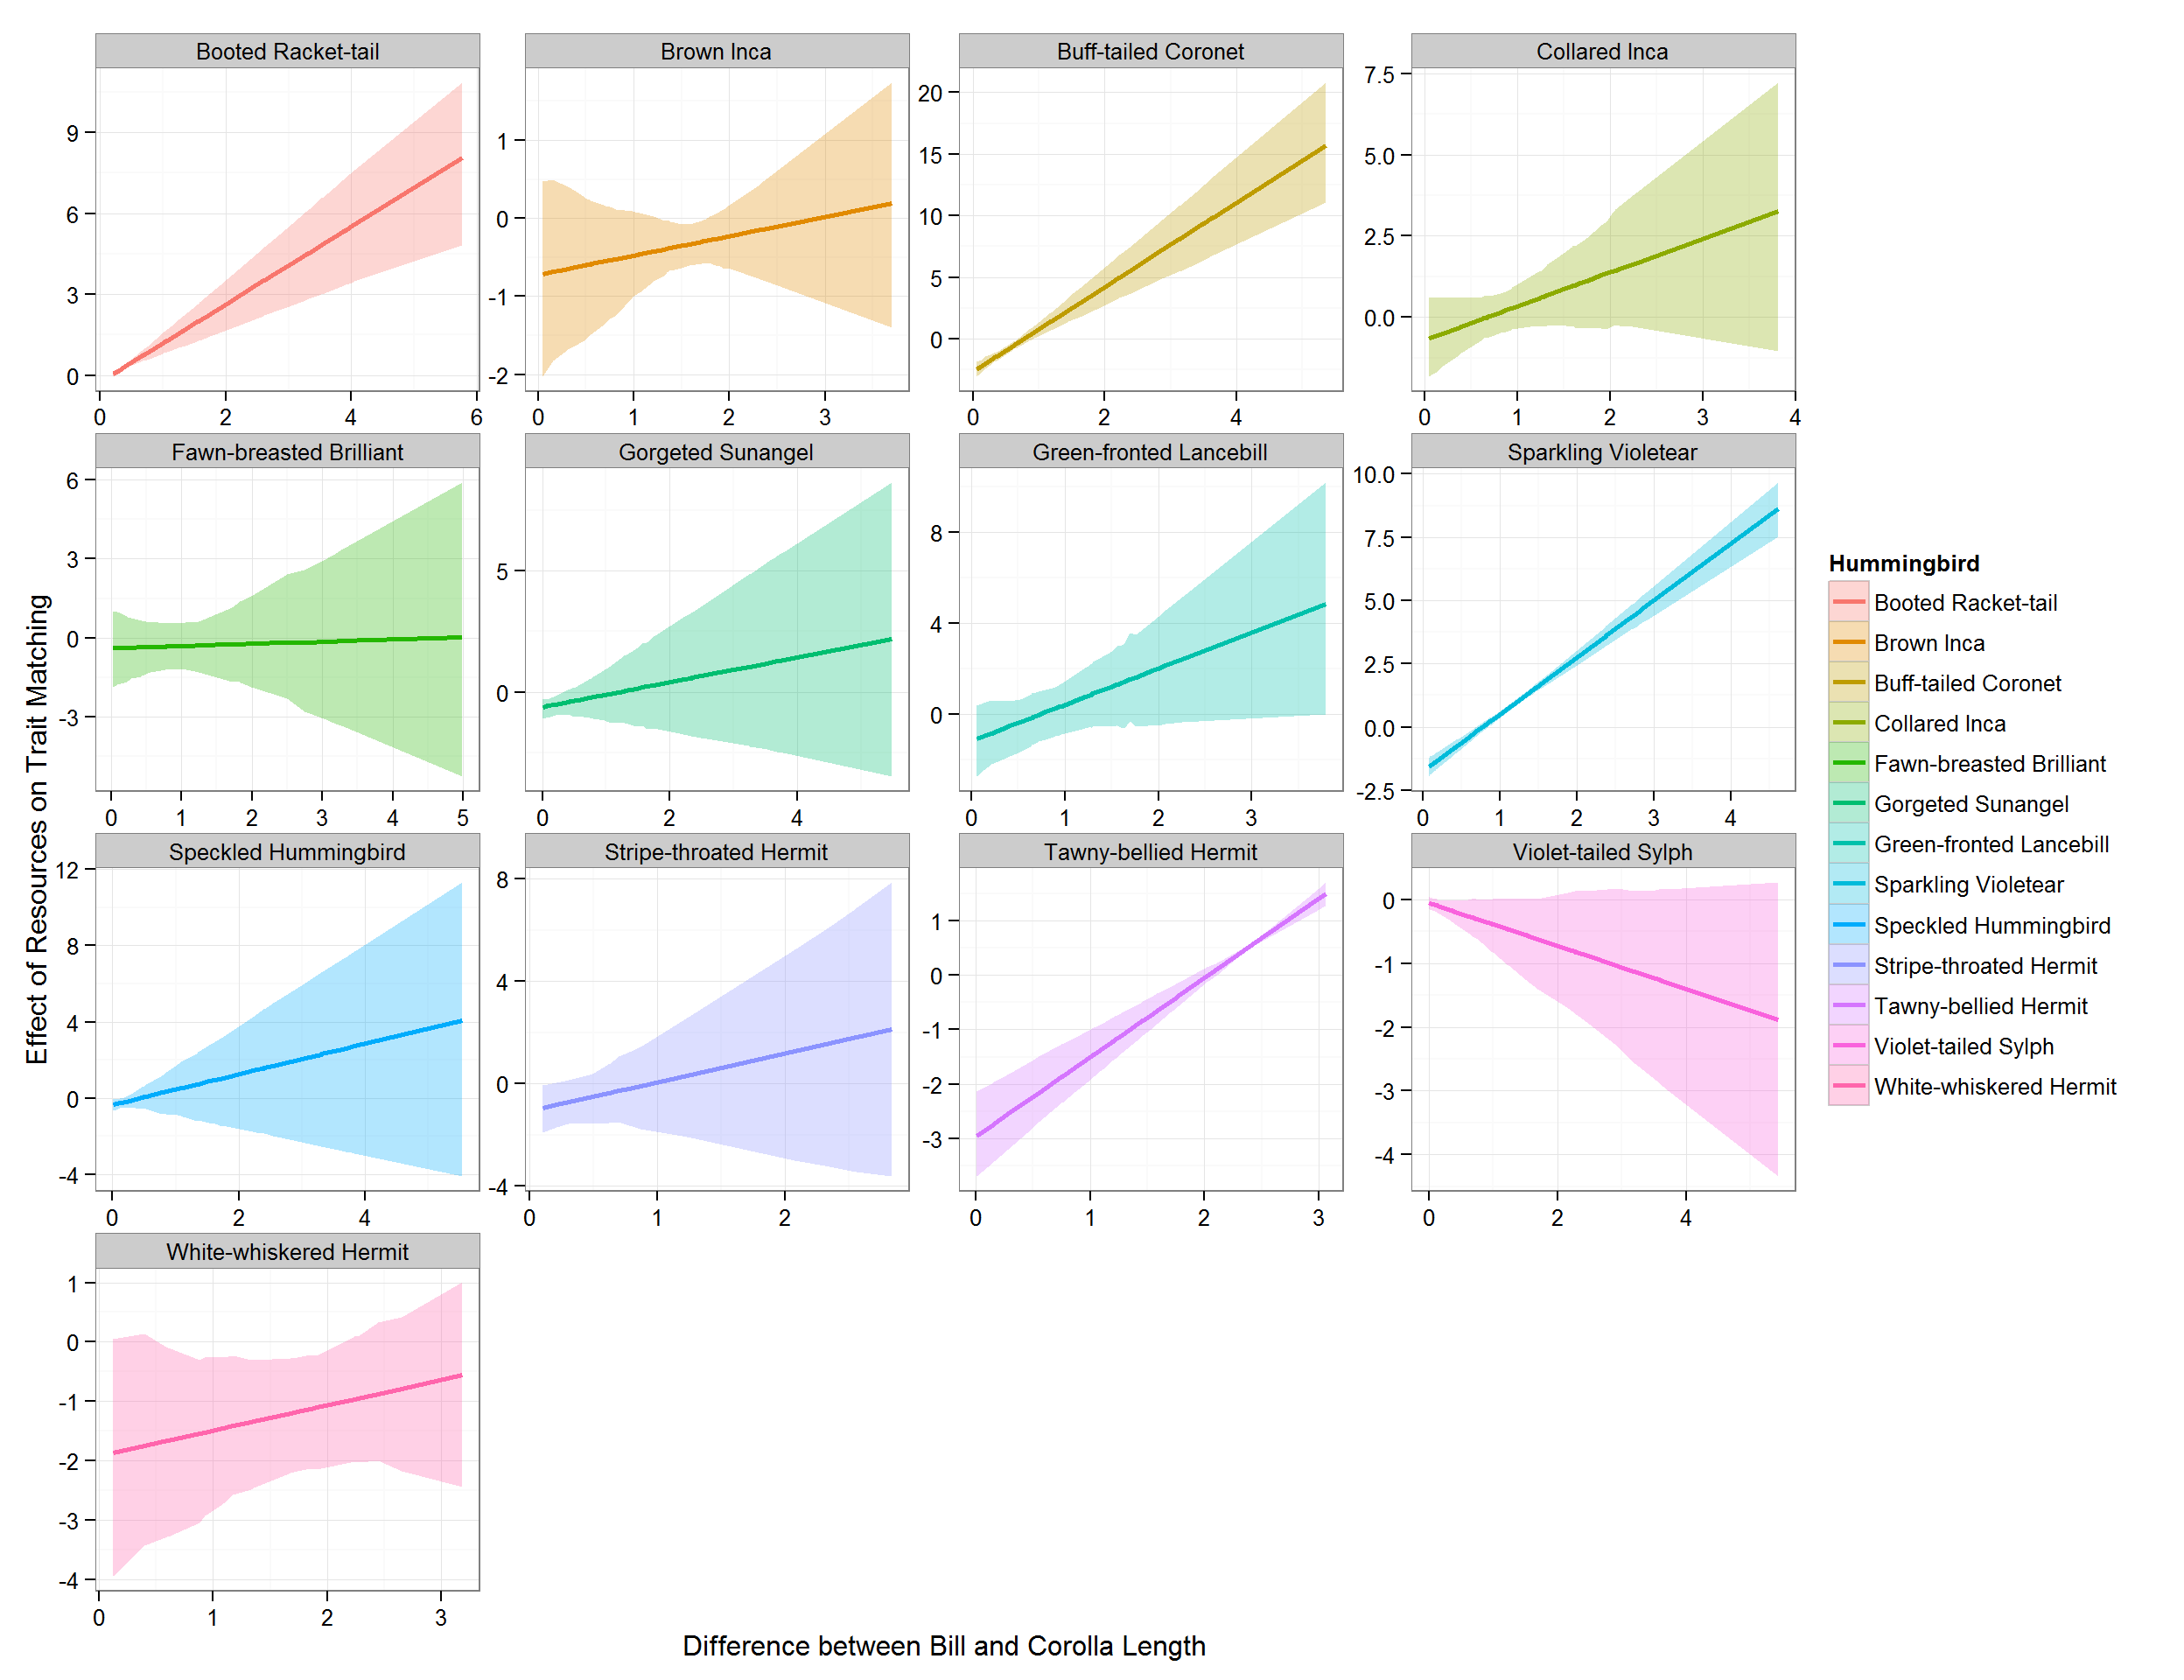 Booted Racket-tail
Brown Inca
Buff-tailed Coronet
Collared Inca
9
6
3
0
0 2 4 6
1
0
-1
-2
0 1 2 3
20
15
10
5
0
0 2 4
7.5
5.0
2.5
0.0
0 1 2 3 4
Fawn-breasted Brilliant
Gorgeted Sunangel
Green-fronted Lancebill
Sparkling Violetear
6
3
0
-3
0 1 2 3 4 5
5
0
0 2 4
8
4
0
0 1 2 3
10.0
7.5
5.0
2.5
0.0
-2.5
0 1 2 3 4
Speckled Hummingbird
Stripe-throated Hermit
Tawny-bellied Hermit
Violet-tailed Sylph
12
8
4
0
-4
0 2 4
8
4
0
-4
0 1 2
1
0
-1
-2
-3
0 1 2 3
0
-1
-2
-3
-4
0 2 4
White-whiskered Hermit
1
0
-1
-2
-3
-4
0 1 2 3
Effect of Resources on Trait Matching
Difference between Bill and Corolla Length
Hummingbird
Booted Racket-tail
Brown Inca
Buff-tailed Coronet
Collared Inca
Fawn-breasted Brilliant
Gorgeted Sunangel
Green-fronted Lancebill
Sparkling Violetear
Speckled Hummingbird
Stripe-throated Hermit
Tawny-bellied Hermit
Violet-tailed Sylph
White-whiskered Hermit